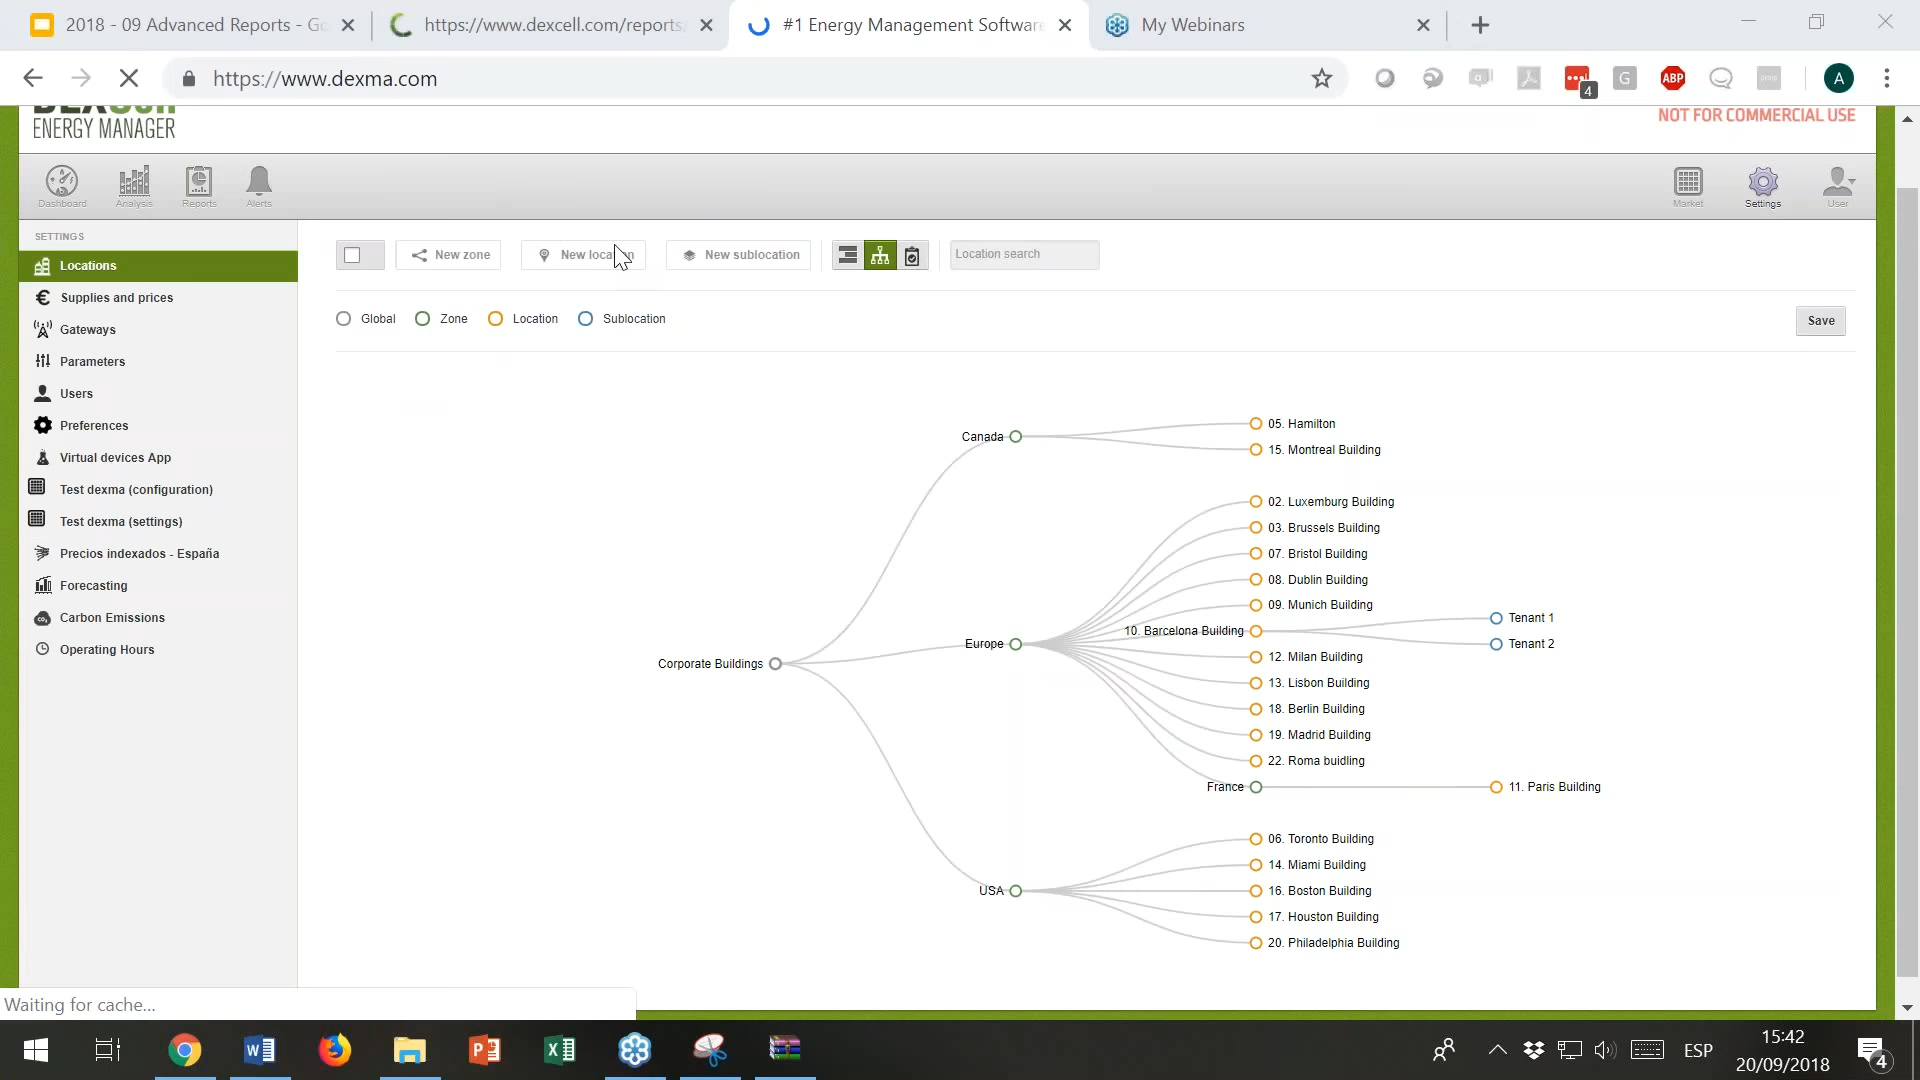 2018 - 09 Advanced Reports - Go
https://www.dexcell.com/reports
#1 Energy Management Software
My Webinars
https://www.dexma.com
4
G
ABP
A
ENERGY MANAGER
NOT FOR COMMERCIAL USE
Dashboard
Analysis
Reports
Alerts
Market
Settings
User
SETTINGS
Locations
Supplies and prices
Gateways
Parameters
Users
Preferences
Virtual devices App
Test dexma (configuration)
Test dexma (settings)
Precios indexados - España
Forecasting
Carbon Emissions
Operating Hours
New zone
New location
New sublocation
Location search
Global
Zone
Location
Sublocation
Save
Corporate Buildings
Canada
05. Hamilton
15. Montreal Building
Europe
02. Luxemburg Building
03. Brussels Building
07. Bristol Building
08. Dublin Building
09. Munich Building
10. Barcelona Building
Tenant 1
Tenant 2
12. Milan Building
13. Lisbon Building
18. Berlin Building
19. Madrid Building
22. Roma buidling
France
11. Paris Building
USA
06. Toronto Building
14. Miami Building
16. Boston Building
17. Houston Building
20. Philadelphia Building
Waiting for cache...
ESP
15:42
20/09/2018
4